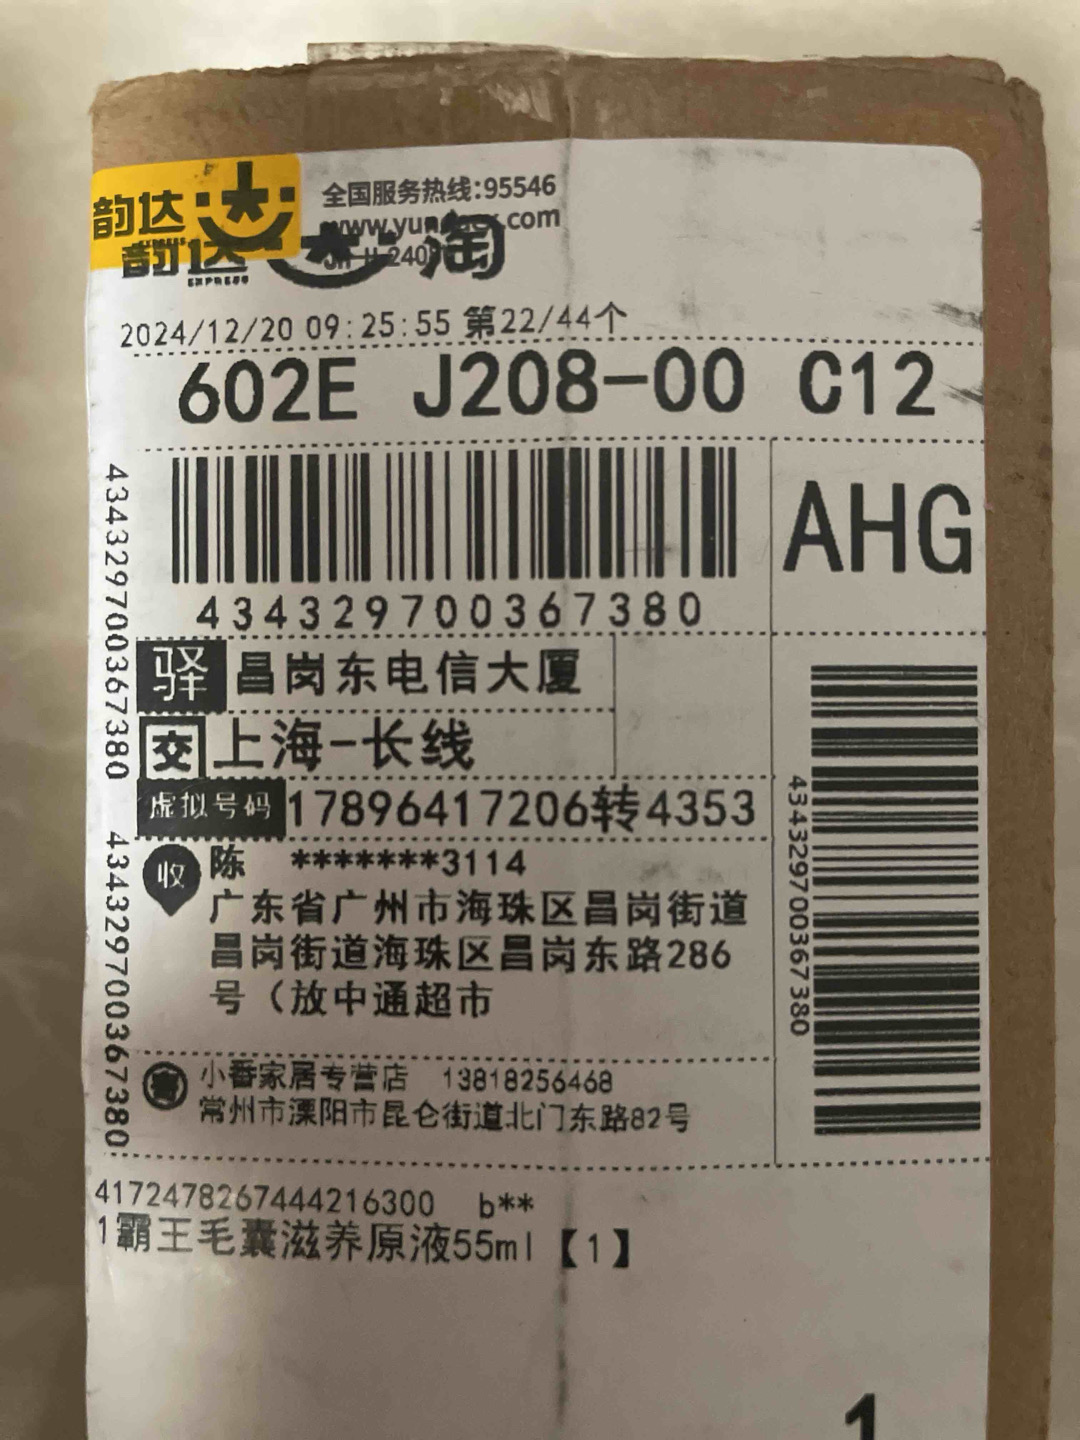 韵达
全国服务热线:95546
韵达
EXPRESS
淘
2024/12/20 09:25:55 第22/44个
602E J208-00 C12
434329700367380
AHG
434329700367380
驿 昌岗东电信大厦
交 上海-长线
虚拟号码 17896417206转4353
434329700367380
收 陈 *******3114
广东省广州市海珠区昌岗街道
昌岗街道海珠区昌岗东路286
号（放中通超市
434329700367380
寄 小番家居专营店 13818256468
常州市溧阳市昆仑街道北门东路82号
4172478267444216300 b**
1霸王毛囊滋养原液55ml【1】
1